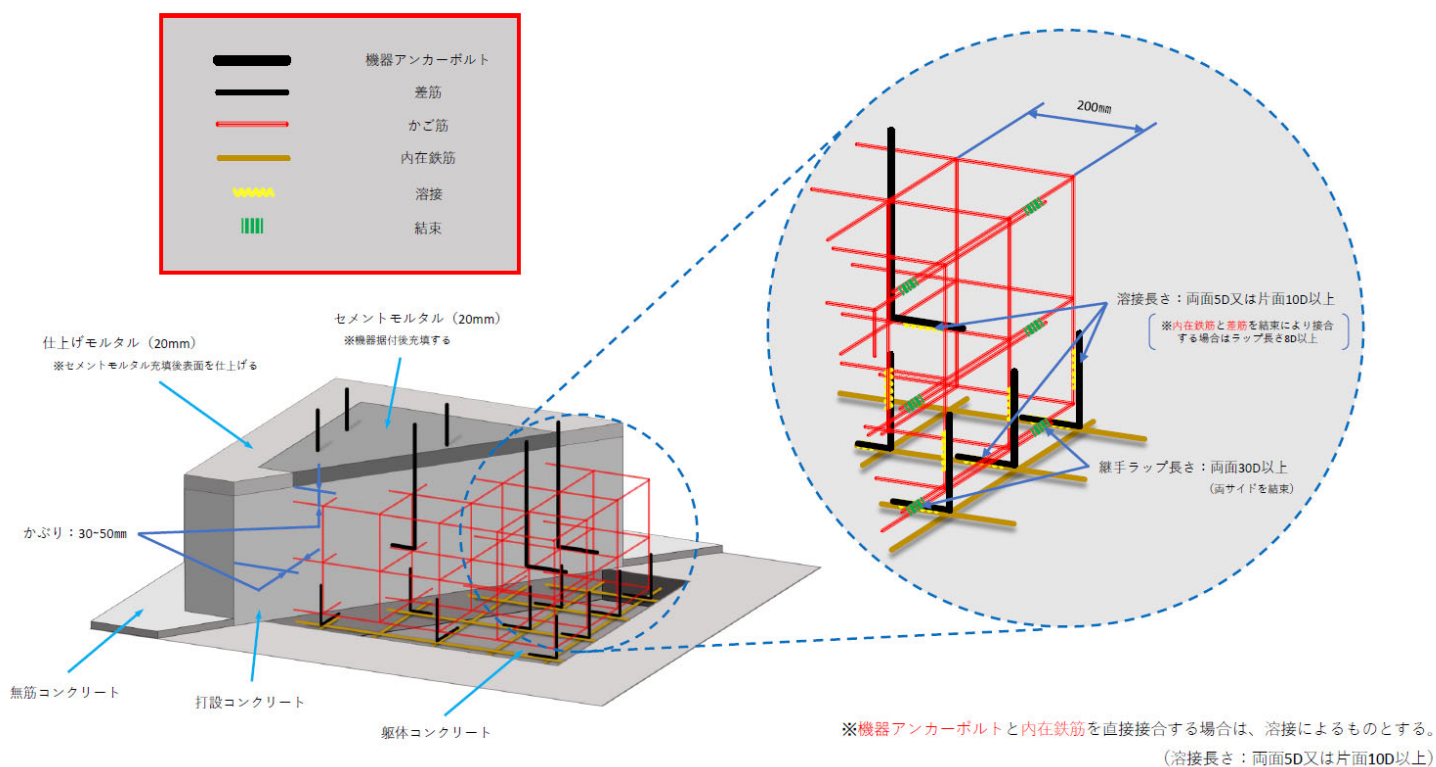 機器アンカーボルト
差筋
かご筋
内在鉄筋
溶接
結束
200㎜
セメントモルタル（20mm）
※機器据付後充填する
仕上げモルタル（20mm）
※セメントモルタル充填後表面を仕上げる
溶接長さ：両面5D又は片面10D以上
※内在鉄筋と差筋を結束により接合
する場合はラップ長さ8D以上
継手ラップ長さ：両面30D以上
（両サイドを結束）
かぶり：30~50㎜
無筋コンクリート
打設コンクリート
躯体コンクリート
※機器アンカーボルトと内在鉄筋を直接接合する場合は、溶接によるものとする。
（溶接長さ：両面5D又は片面10D以上）